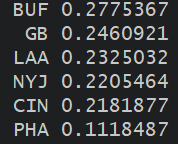 BUF 0.2775367
GB 0.2460921
LAA 0.2325032
NYJ 0.2205464
CIN 0.2181877
PHA 0.1118487